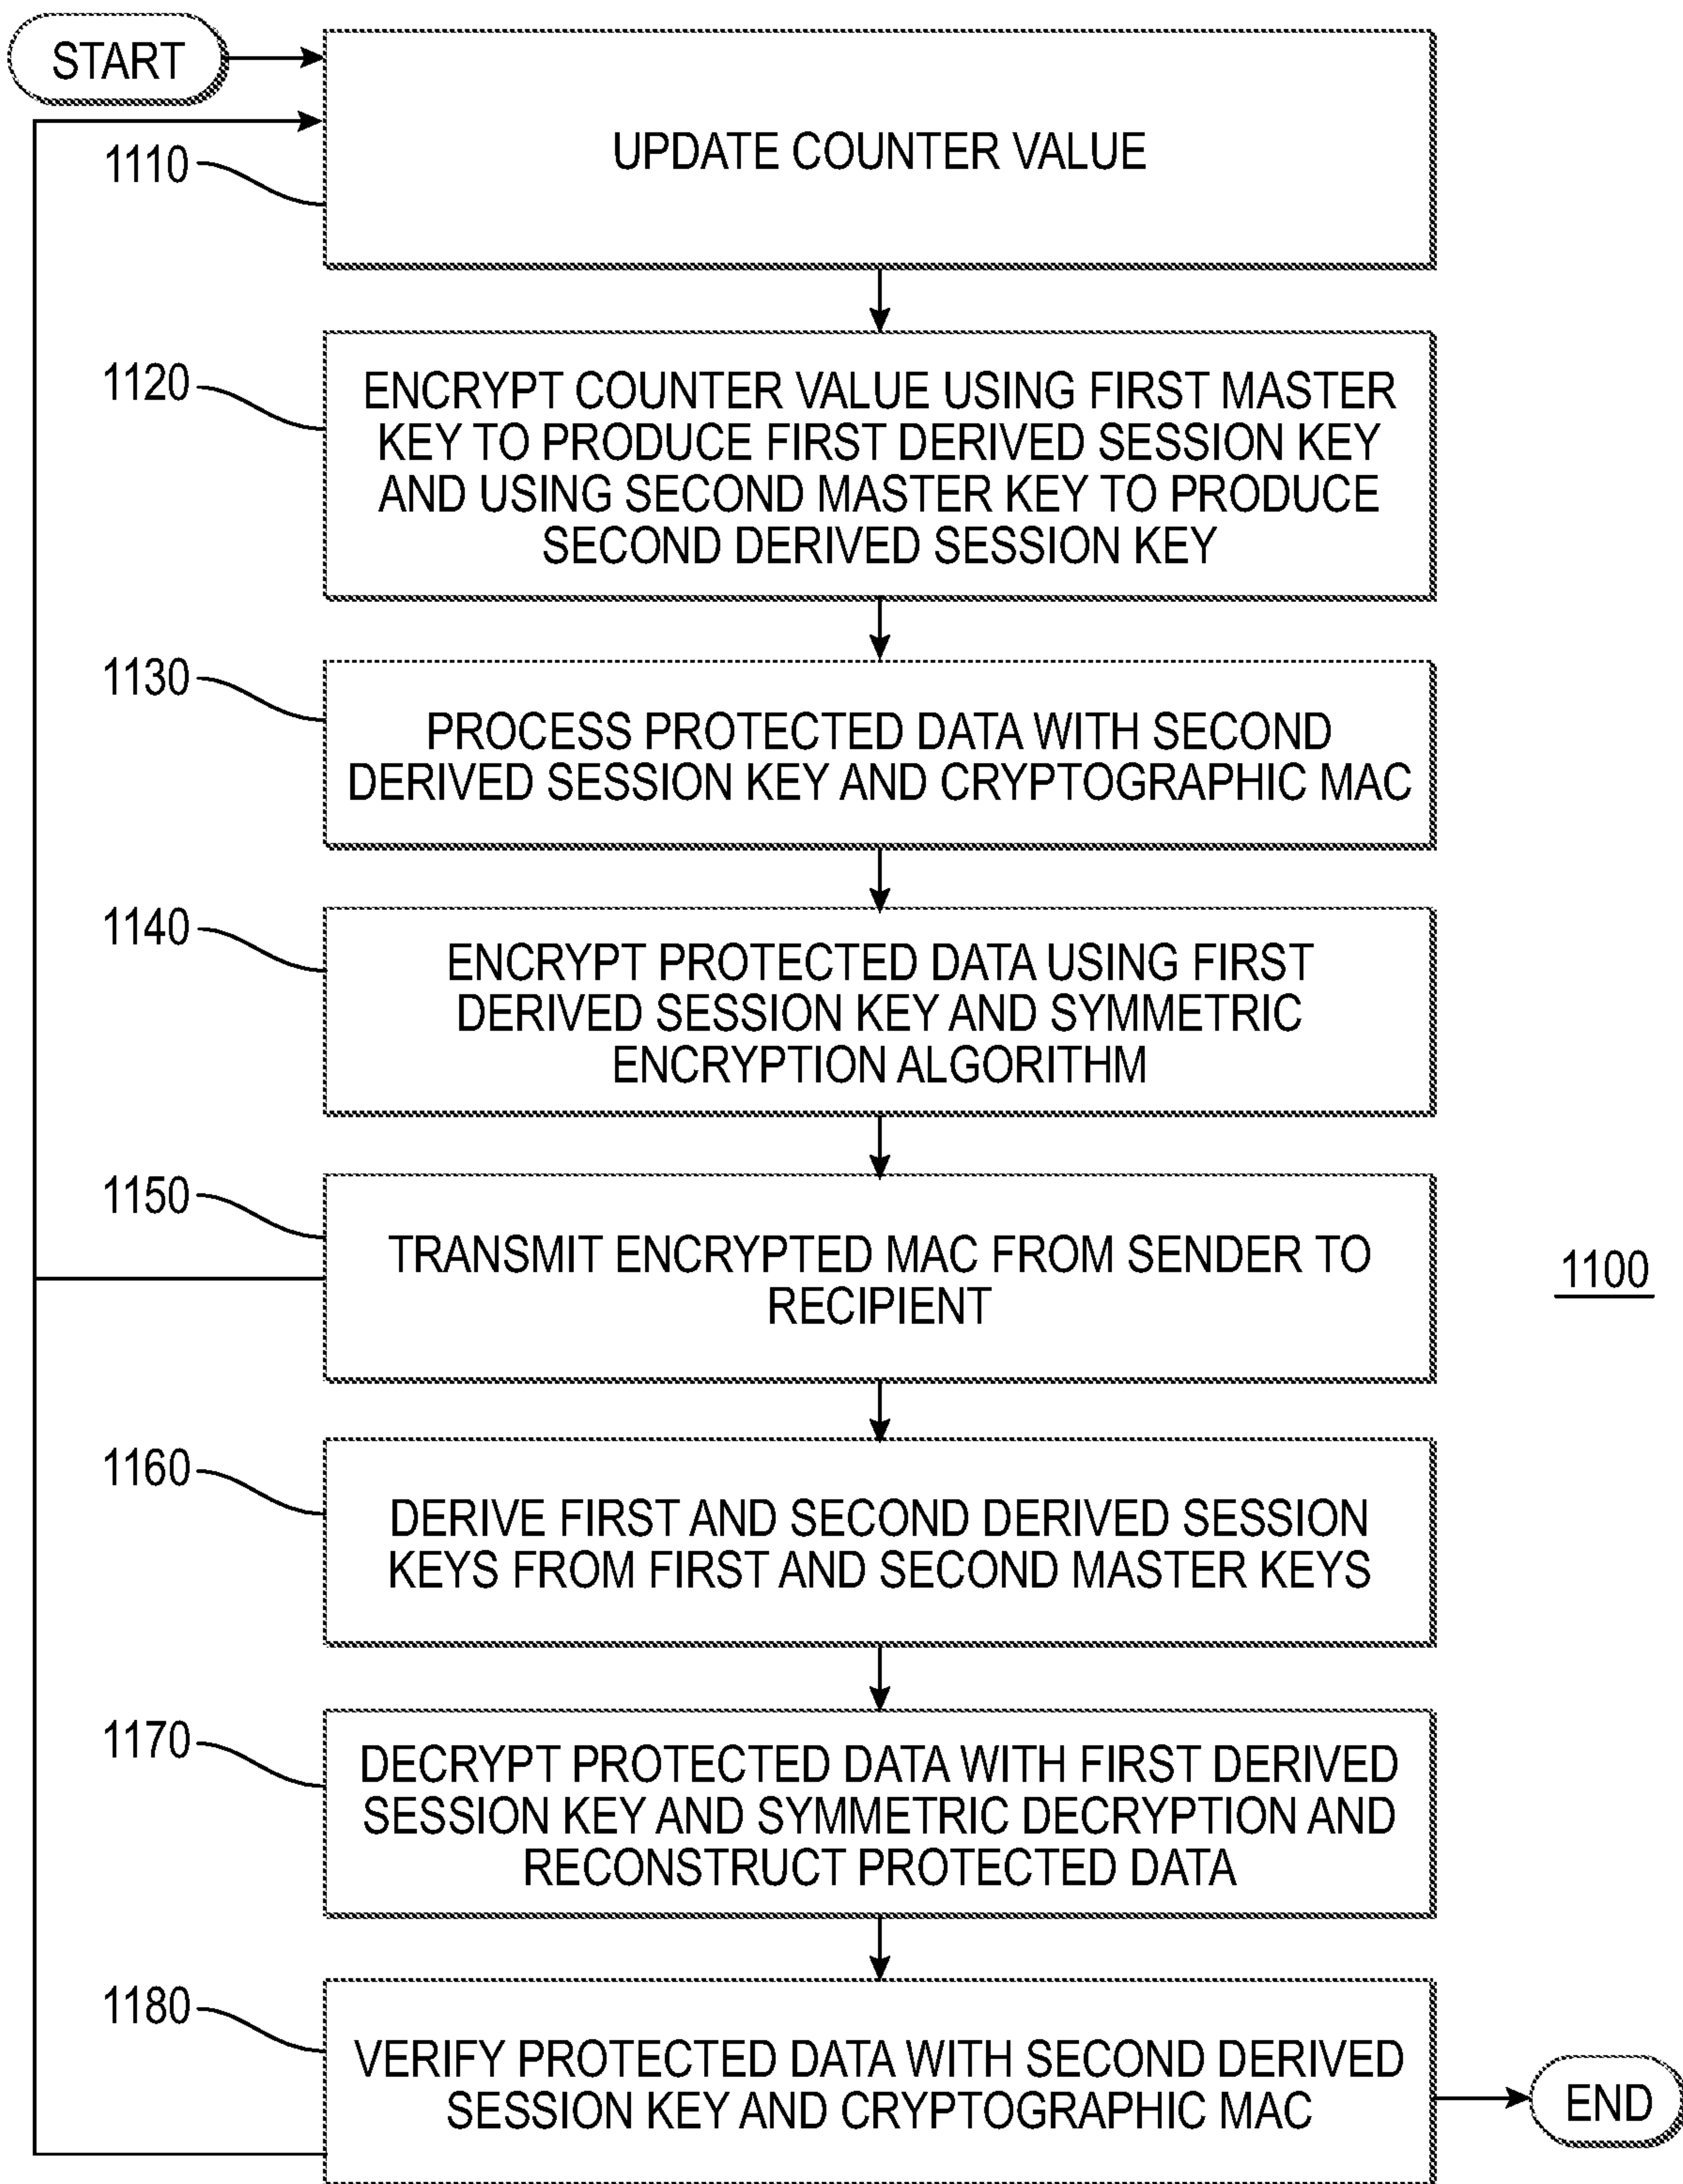 START
UPDATE COUNTER VALUE
1110
1120
ENCRYPT COUNTER VALUE USING FIRST MASTER
KEY TO PRODUCE FIRST DERIVED SESSION KEY
AND USING SECOND MASTER KEY TO PRODUCE
SECOND DERIVED SESSION KEY
1130
PROCESS PROTECTED DATA WITH SECOND
DERIVED SESSION KEY AND CRYPTOGRAPHIC MAC
1140
ENCRYPT PROTECTED DATA USING FIRST
DERIVED SESSION KEY AND SYMMETRIC
ENCRYPTION ALGORITHM
1150
TRANSMIT ENCRYPTED MAC FROM SENDER TO
RECIPIENT
1100
1160
DERIVE FIRST AND SECOND DERIVED SESSION
KEYS FROM FIRST AND SECOND MASTER KEYS
1170
DECRYPT PROTECTED DATA WITH FIRST DERIVED
SESSION KEY AND SYMMETRIC DECRYPTION AND
RECONSTRUCT PROTECTED DATA
1180
VERIFY PROTECTED DATA WITH SECOND DERIVED
SESSION KEY AND CRYPTOGRAPHIC MAC
END